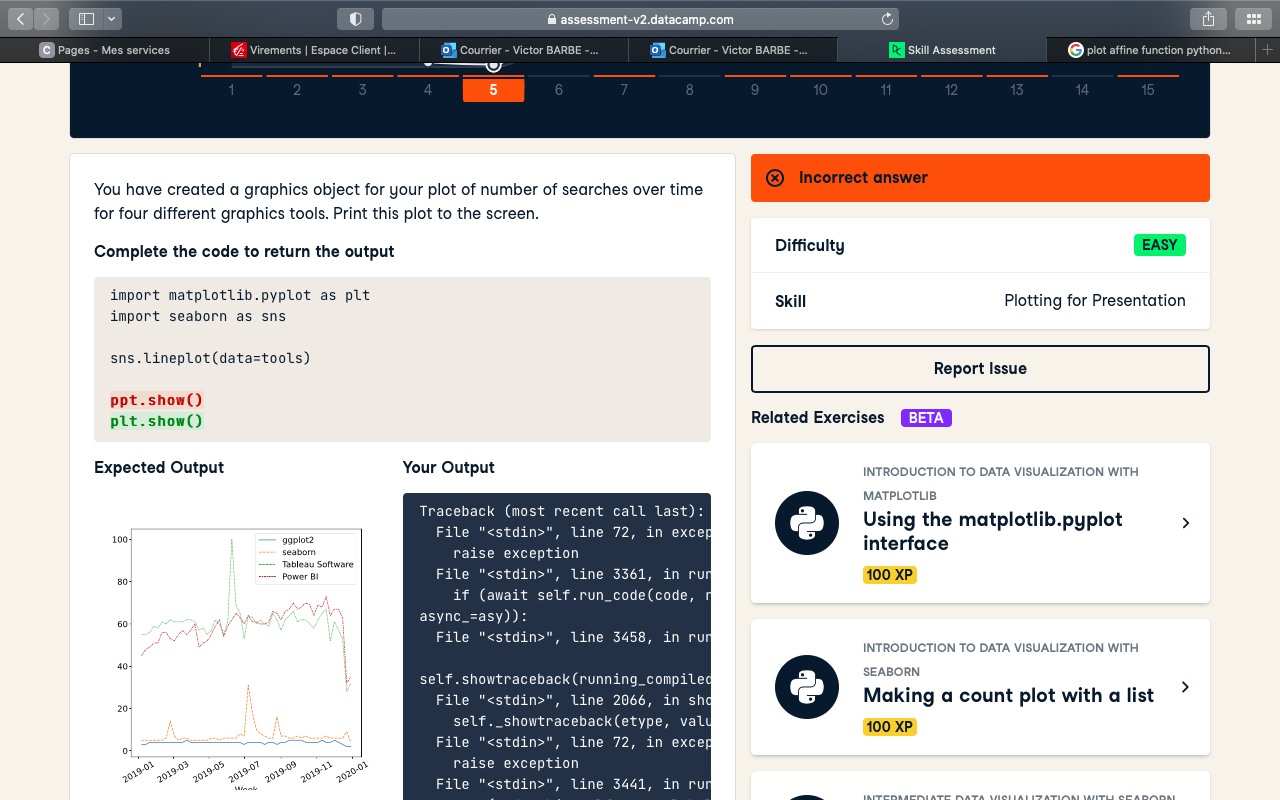 assessment-v2.datacamp.com
C Pages - Mes services
Virements | Espace Client |...
Courrier - Victor BARBE -...
Courrier - Victor BARBE -...
Skill Assessment
plot affine function python...
1 2 3 4 5 6 7 8 9 10 11 12 13 14 15
You have created a graphics object for your plot of number of searches over time
for four different graphics tools. Print this plot to the screen.
Complete the code to return the output
import matplotlib.pyplot as plt
import seaborn as sns
sns.lineplot(data=tools)
ppt.show()
plt.show()
Expected Output
100
80
60
40
20
0
ggplot2
seaborn
Tableau Software
Power BI
2019-01 2019-03 2019-05 2019-07 2019-09 2019-11 2020-01
Week
Your Output
Traceback (most recent call last):
File "<stdin>", line 72, in excep
raise exception
File "<stdin>", line 3361, in run
if (await self.run_code(code, r
async_=asy)):
File "<stdin>", line 3458, in run
self.showtraceback(running_compiled
File "<stdin>", line 2066, in sho
self._showtraceback(etype, valu
File "<stdin>", line 72, in excep
raise exception
File "<stdin>", line 3441, in run
Incorrect answer
Difficulty EASY
Skill Plotting for Presentation
Report Issue
Related Exercises BETA
INTRODUCTION TO DATA VISUALIZATION WITH
MATPLOTLIB
Using the matplotlib.pyplot
interface
100 XP
INTRODUCTION TO DATA VISUALIZATION WITH
SEABORN
Making a count plot with a list
100 XP
INTERMEDIATE DATA VISUALIZATION WITH SEABORN